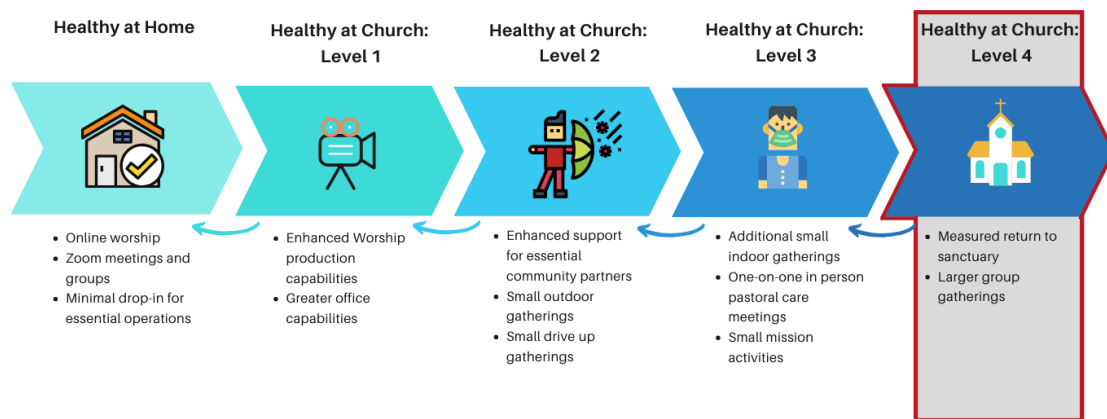 Healthy at Home
Healthy at Church:
Level 1
Healthy at Church:
Level 2
Healthy at Church:
Level 3
Healthy at Church:
Level 4
• Online worship
• Zoom meetings and
groups
• Minimal drop-in for
essential operations
• Enhanced Worship
production
capabilities
• Greater office
capabilities
• Enhanced support
for essential
community partners
• Small outdoor
gatherings
• Small drive up
gatherings
• Additional small
indoor gatherings
• One-on-one in person
pastoral care
meetings
• Small mission
activities
• Measured return to
sanctuary
• Larger group
gatherings